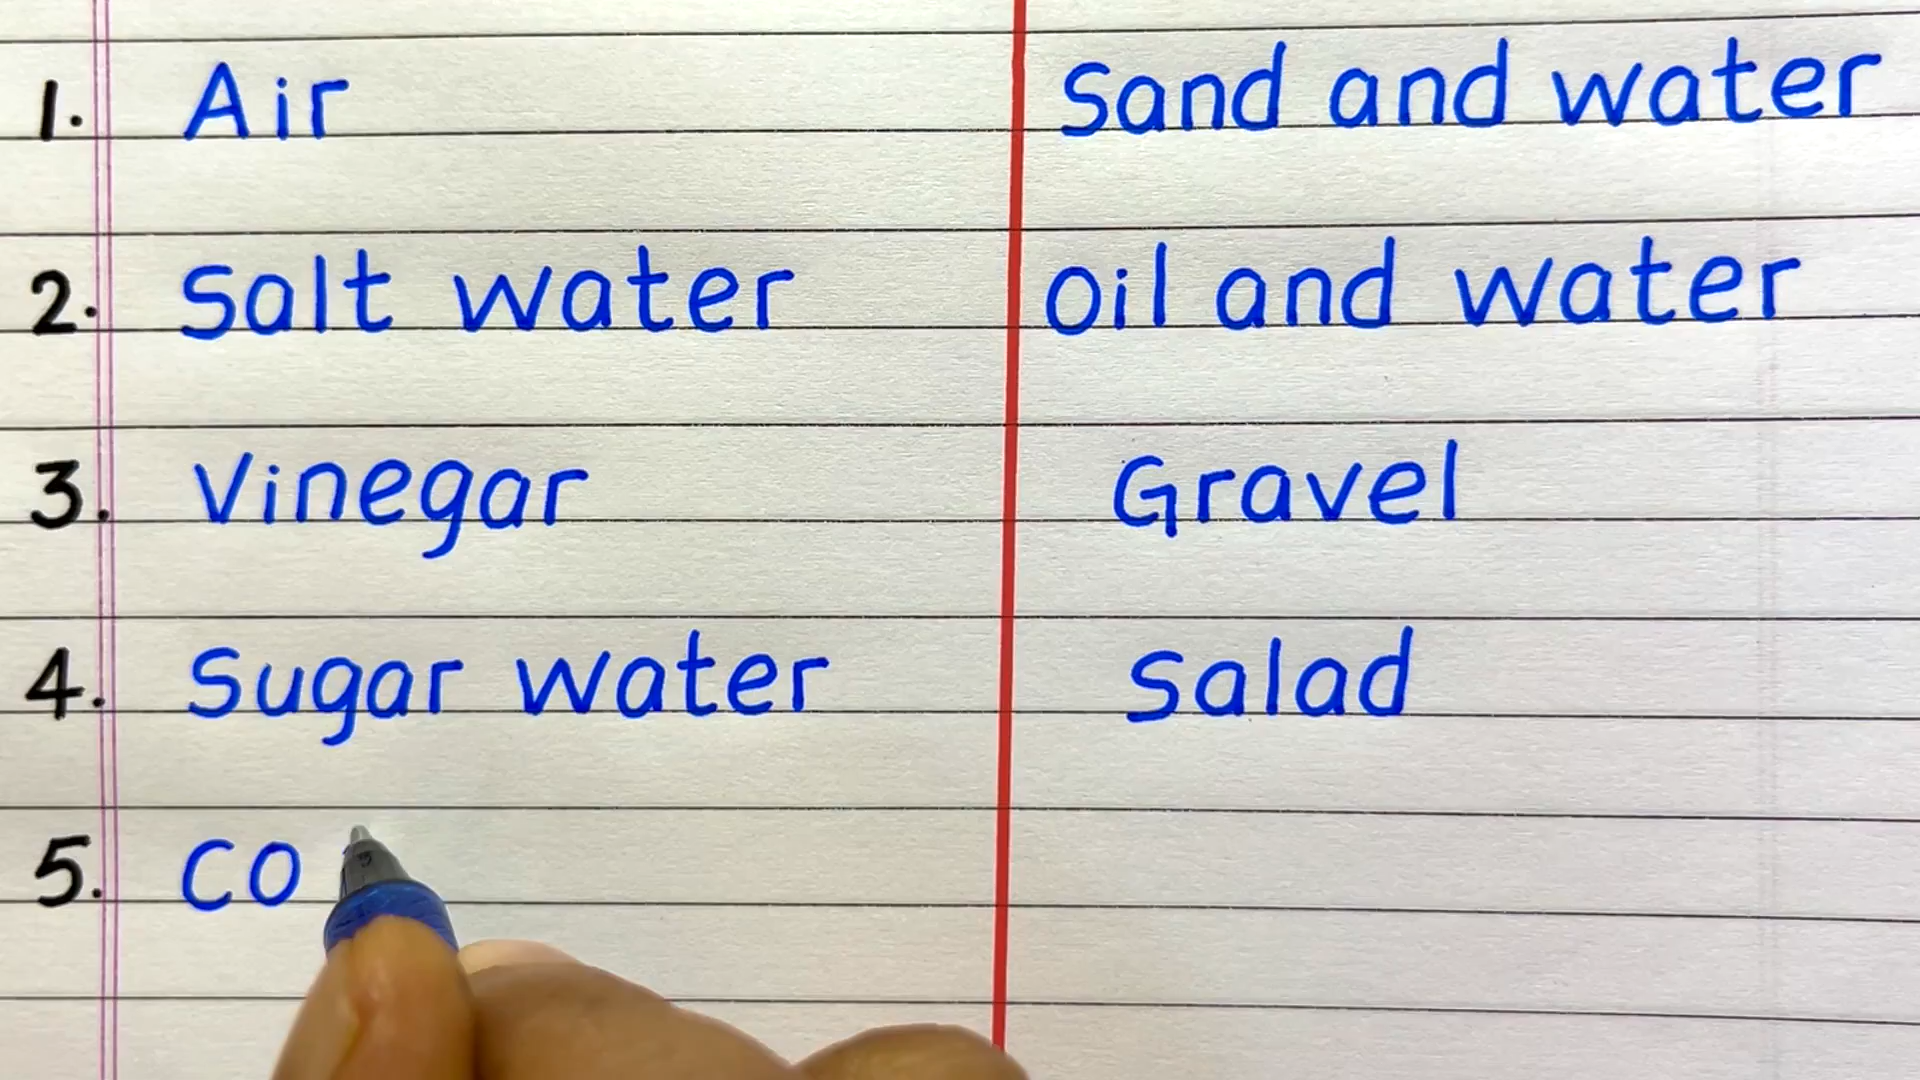 1. Air Sand and water
2. Salt water Oil and water
3. Vinegar Gravel
4. Sugar water Salad
5. Co